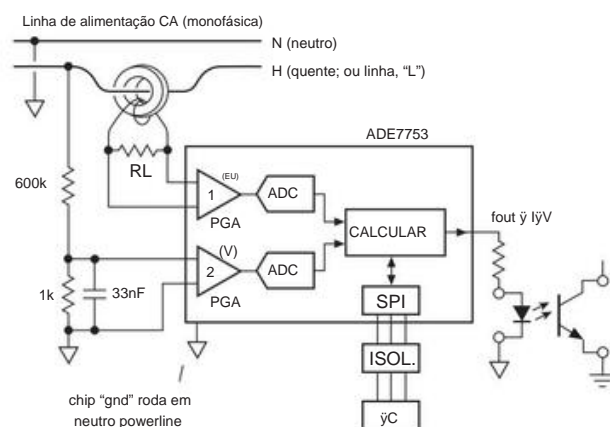 Linha de alimentação CA (monofásica)
N (neutro)
H (quente; ou linha, “L”)
ADE7753
600k
RL
(EU)
1
ADC
PGA
CALCULAR
fout ÿ IÿV
(V)
2
ADC
PGA
1k
33nF
SPI
ISOL.
ÿC
chip “gnd” roda em
neutro powerline